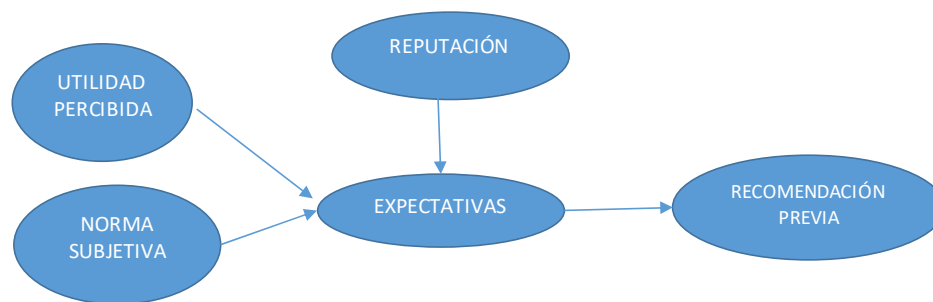 REPUTACIÓN
UTILIDAD
PERCIBIDA
EXPECTATIVAS
RECOMENDACIÓN
PREVIA
NORMA
SUBJETIVA